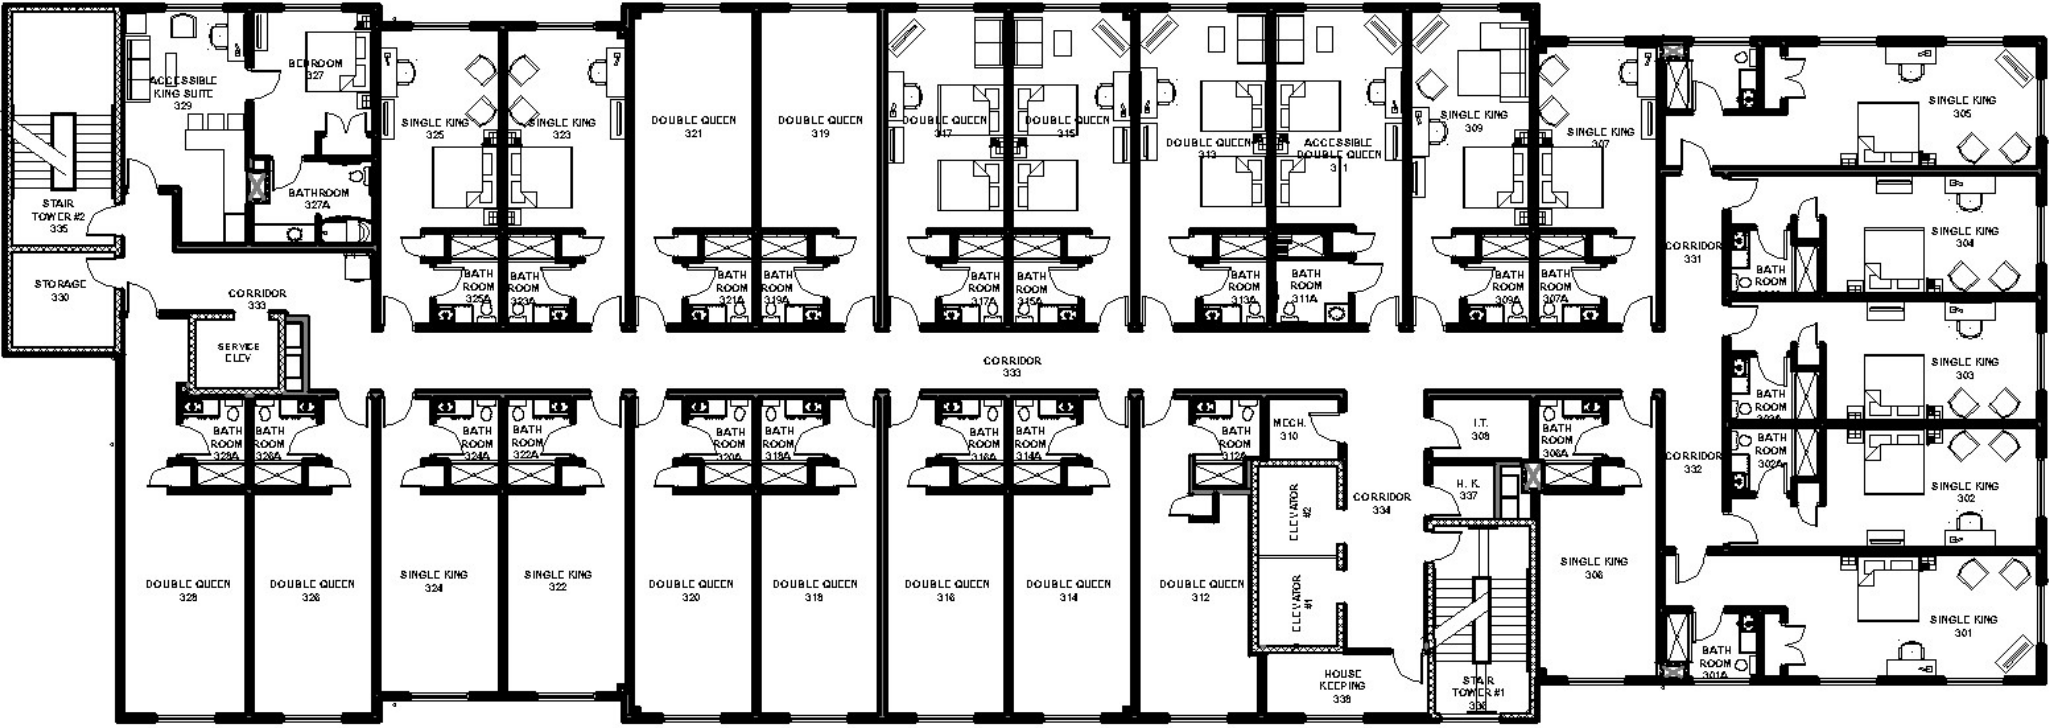 ACCESSIBLE
KING SUITE
329
BEDROOM
327
BATHROOM
327A
STAIR
TOWER #2
335
STORAGE
330
CORRIDOR
333
SERVICE
ELEV
SINGLE KING
325
SINGLE KING
323
DOUBLE QUEEN
321
DOUBLE QUEEN
319
DOUBLE QUEEN
317
DOUBLE QUEEN
315
DOUBLE QUEEN
313
ACCESSIBLE
DOUBLE QUEEN
311
SINGLE KING
309
SINGLE KING
307
SINGLE KING
305
BATH
ROOM
325A
BATH
ROOM
323A
BATH
ROOM
321A
BATH
ROOM
319A
BATH
ROOM
317A
BATH
ROOM
315A
BATH
ROOM
313A
BATH
ROOM
311A
BATH
ROOM
309A
BATH
ROOM
307A
CORRIDOR
331
BATH
ROOM
SINGLE KING
304
CORRIDOR
333
BATH
ROOM
303A
SINGLE KING
303
BATH
ROOM
328A
BATH
ROOM
326A
BATH
ROOM
324A
BATH
ROOM
322A
BATH
ROOM
320A
BATH
ROOM
318A
BATH
ROOM
316A
BATH
ROOM
314A
BATH
ROOM
312A
MECH.
310
I.T.
308
BATH
ROOM
306A
CORRIDOR
332
BATH
ROOM
302A
SINGLE KING
302
ELEVATOR
#2
CORRIDOR
334
H. K.
337
DOUBLE QUEEN
328
DOUBLE QUEEN
326
SINGLE KING
324
SINGLE KING
322
DOUBLE QUEEN
320
DOUBLE QUEEN
318
DOUBLE QUEEN
316
DOUBLE QUEEN
314
DOUBLE QUEEN
312
ELEVATOR
#1
SINGLE KING
306
SINGLE KING
301
BATH
ROOM
301A
HOUSE
KEEPING
338
STAIR
TOWER #1
336